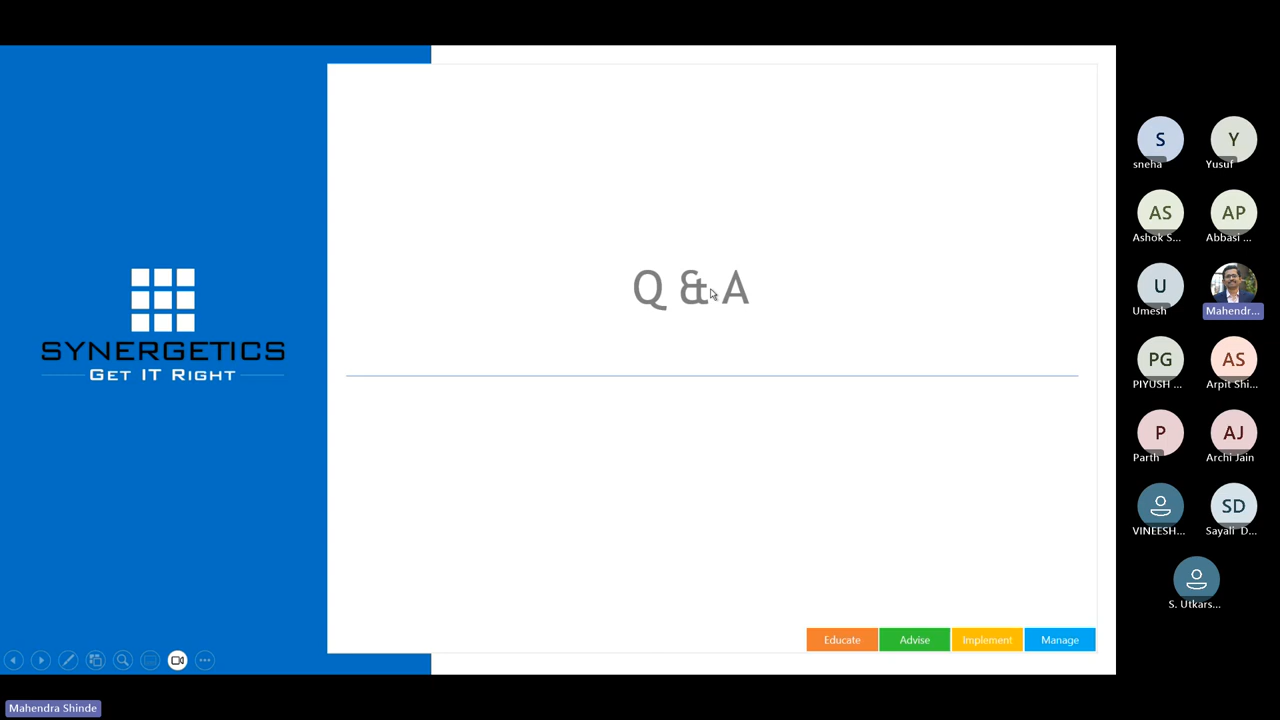 SYNERGETICS
GET IT RIGHT
Q & A
Educate
Advise
Implement
Manage
S
sneha
Y
Yusuf
AS
Ashok S...
AP
Abbasi ...
U
Umesh
Mahendr...
PG
PIYUSH ...
AS
Arpit Shi...
P
Parth
AJ
Archi Jain
VINEESH...
SD
Sayali D...
S. Utkars...
Mahendra Shinde